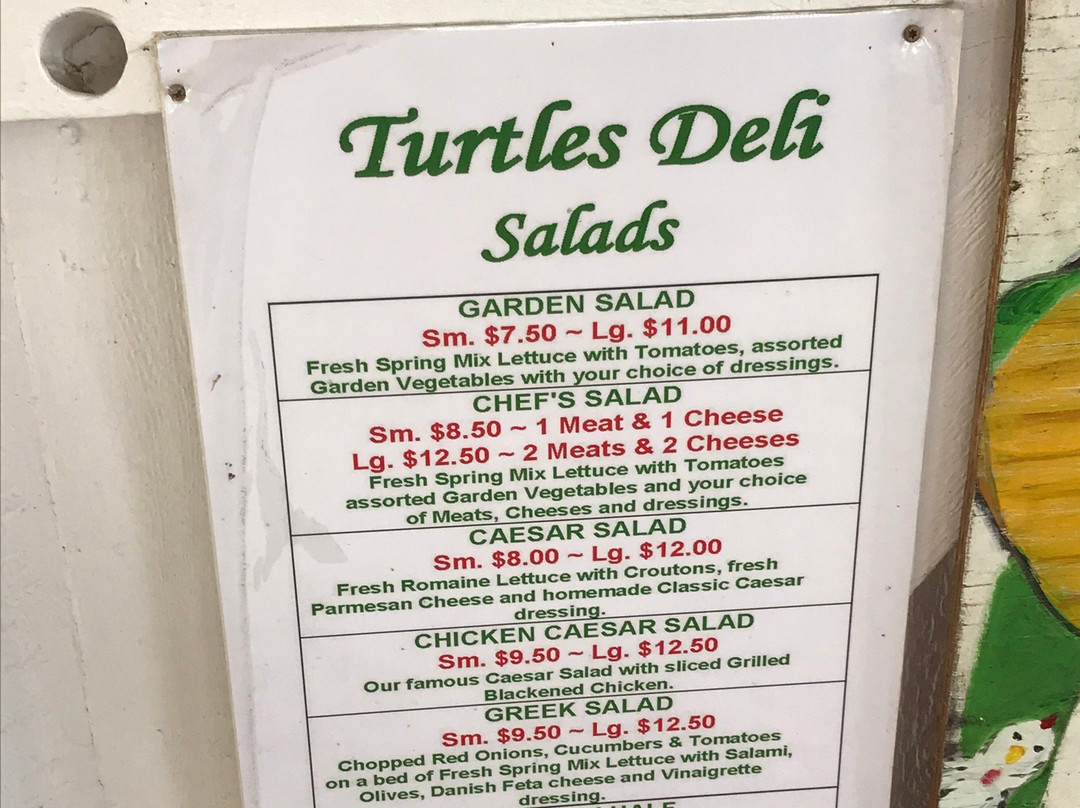 Turtles Deli
Salads
GARDEN SALAD
Sm. $7.50 ~ Lg. $11.00
Fresh Spring Mix Lettuce with Tomatoes, assorted
Garden Vegetables with your choice of dressings.
CHEF'S SALAD
Sm. $8.50 ~ 1 Meat & 1 Cheese
Lg. $12.50 ~ 2 Meats & 2 Cheeses
Fresh Spring Mix Lettuce with Tomatoes
assorted Garden Vegetables and your choice
of Meats, Cheeses and dressings.
CAESAR SALAD
Sm. $8.00 ~ Lg. $12.00
Fresh Romaine Lettuce with Croutons, fresh
Parmesan Cheese and homemade Classic Caesar
dressing.
CHICKEN CAESAR SALAD
Sm. $9.50 ~ Lg. $12.50
Our famous Caesar Salad with sliced Grilled
Blackened Chicken.
GREEK SALAD
Sm. $9.50 ~ Lg. $12.50
Chopped Red Onions, Cucumbers & Tomatoes
on a bed of Fresh Spring Mix Lettuce with Salami,
Olives, Danish Feta cheese and Vinaigrette
dressing.